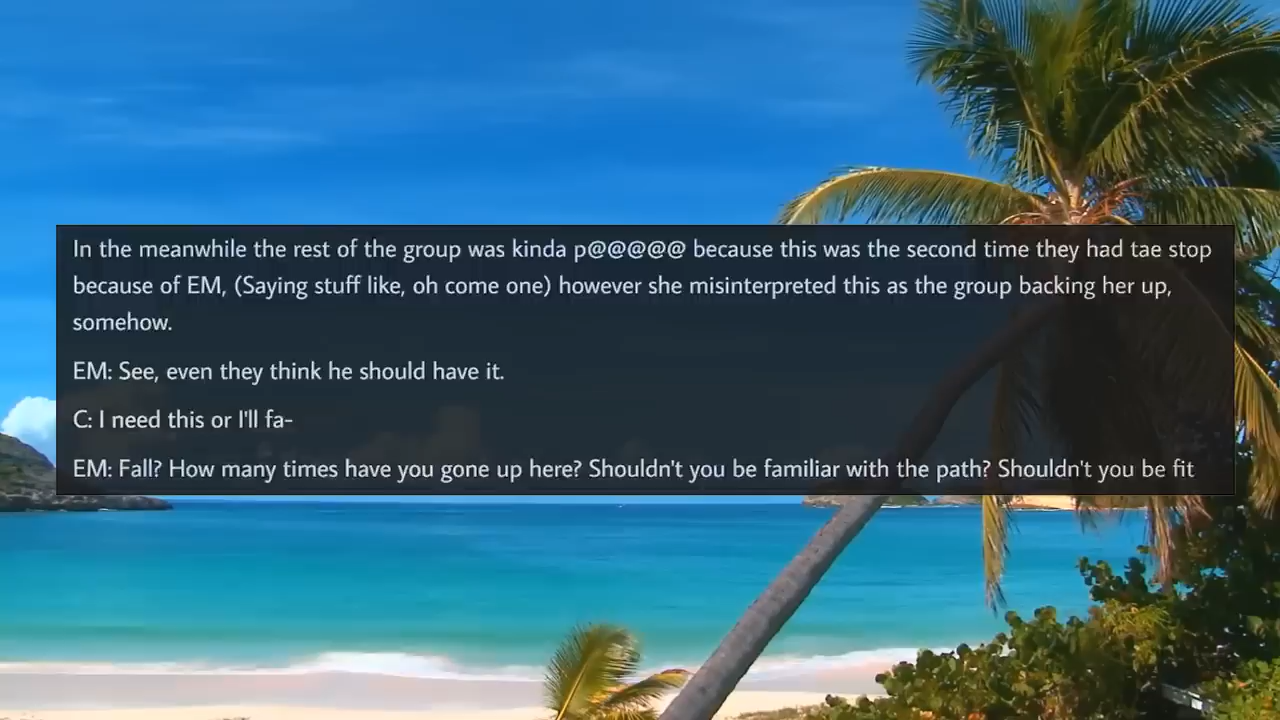 In the meanwhile the rest of the group was kinda p@@@@@ because this was the second time they had tae stop
because of EM, (Saying stuff like, oh come one) however she misinterpreted this as the group backing her up,
somehow.
EM: See, even they think he should have it.
C: I need this or I'll fa-
EM: Fall? How many times have you gone up here? Shouldn't you be familiar with the path? Shouldn't you be fit